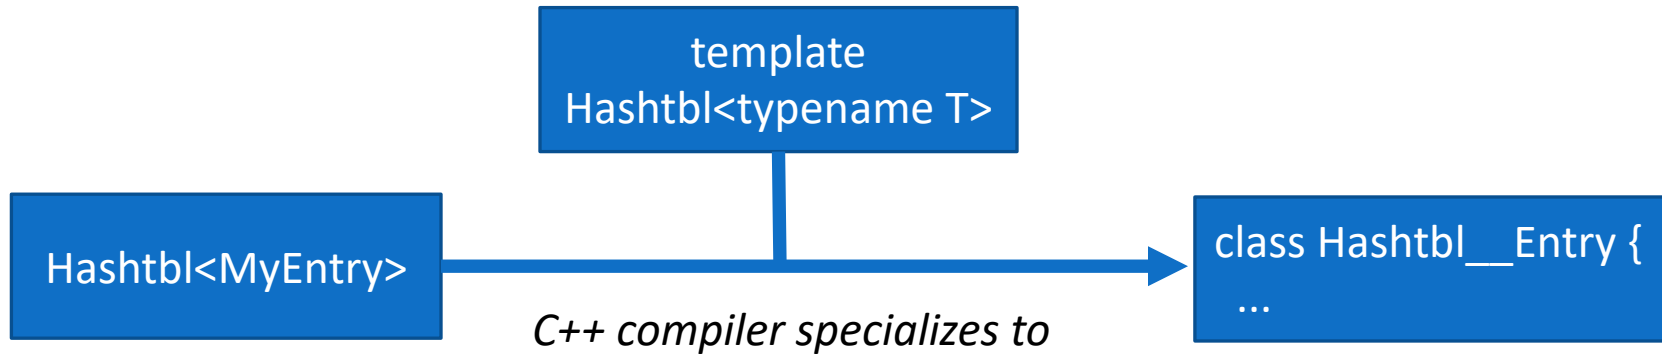 template
Hashtbl<typename T>
Hashtbl<MyEntry>
class Hashtbl__Entry {
...
C++ compiler specializes to